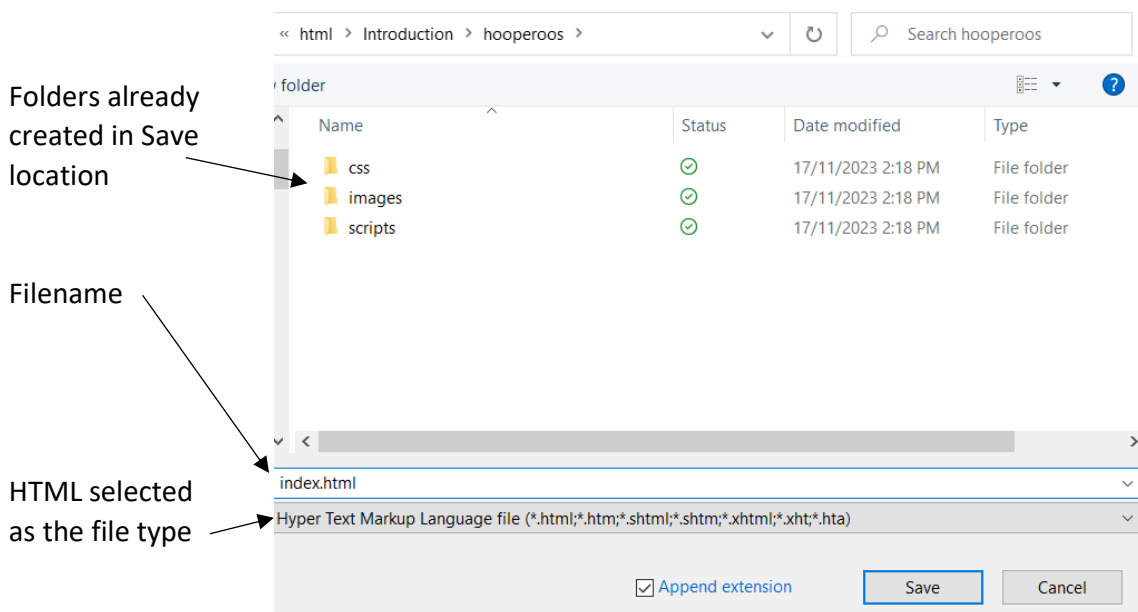 « html > Introduction > hooperoos >
Search hooperoos
folder
Folders already
created in Save
location
Name Status Date modified Type
css 17/11/2023 2:18 PM File folder
images 17/11/2023 2:18 PM File folder
scripts 17/11/2023 2:18 PM File folder
Filename
index.html
HTML selected
as the file type
Hyper Text Markup Language file (*.html;*.htm;*.shtml;*.shtm;*.xhtml;*.xht;*.hta)
Append extension
Save
Cancel